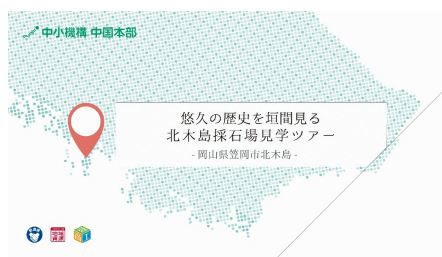 中小機構 中国本部
悠久の歴史を垣間見る
北木島採石場見学ツアー
- 岡山県笠岡市北木島 -